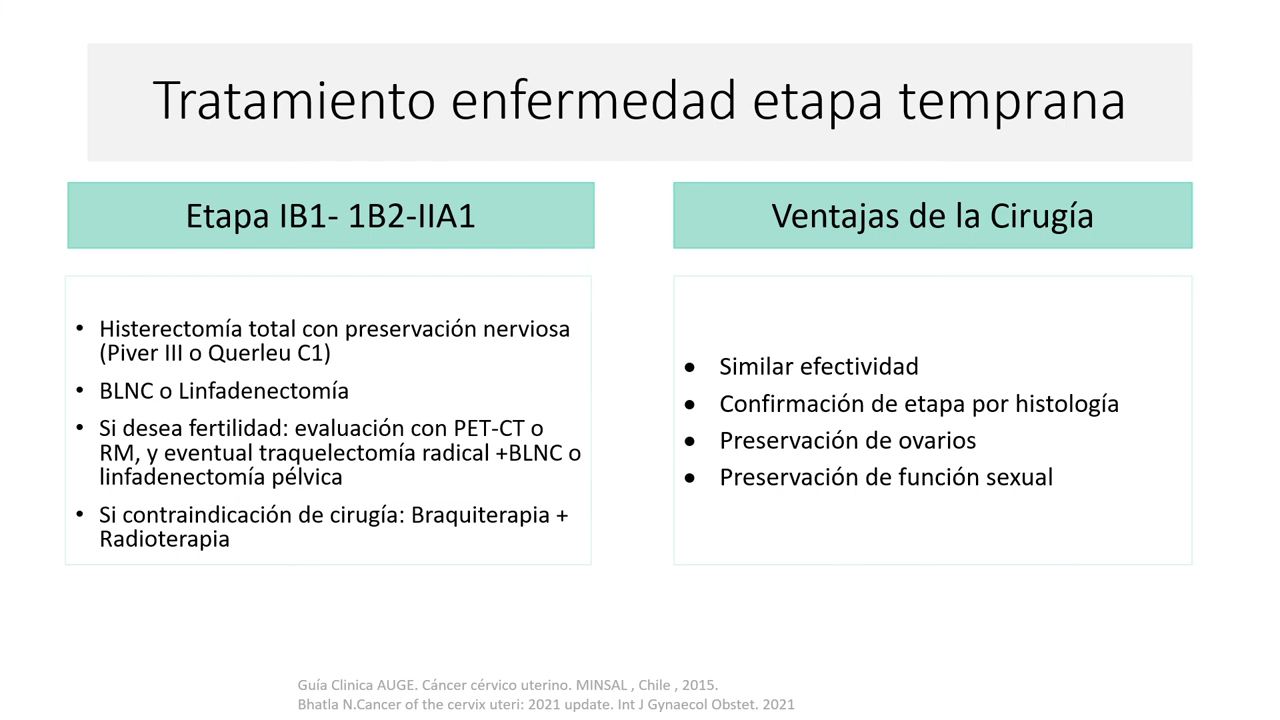 Tratamiento enfermedad etapa temprana
Etapa IB1- 1B2-IIA1
• Histerectomía total con preservación nerviosa
(Piver III o Querleu C1)
• BLNC o Linfadenectomía
• Si desea fertilidad: evaluación con PET-CT o
RM, y eventual traquelectomía radical +BLNC o
linfadenectomía pélvica
• Si contraindicación de cirugía: Braquiterapia +
Radioterapia
Ventajas de la Cirugía
• Similar efectividad
• Confirmación de etapa por histología
• Preservación de ovarios
• Preservación de función sexual
Guía Clinica AUGE. Cáncer cérvico uterino. MINSAL , Chile , 2015.
Bhatla N.Cancer of the cervix uteri: 2021 update. Int J Gynaecol Obstet. 2021